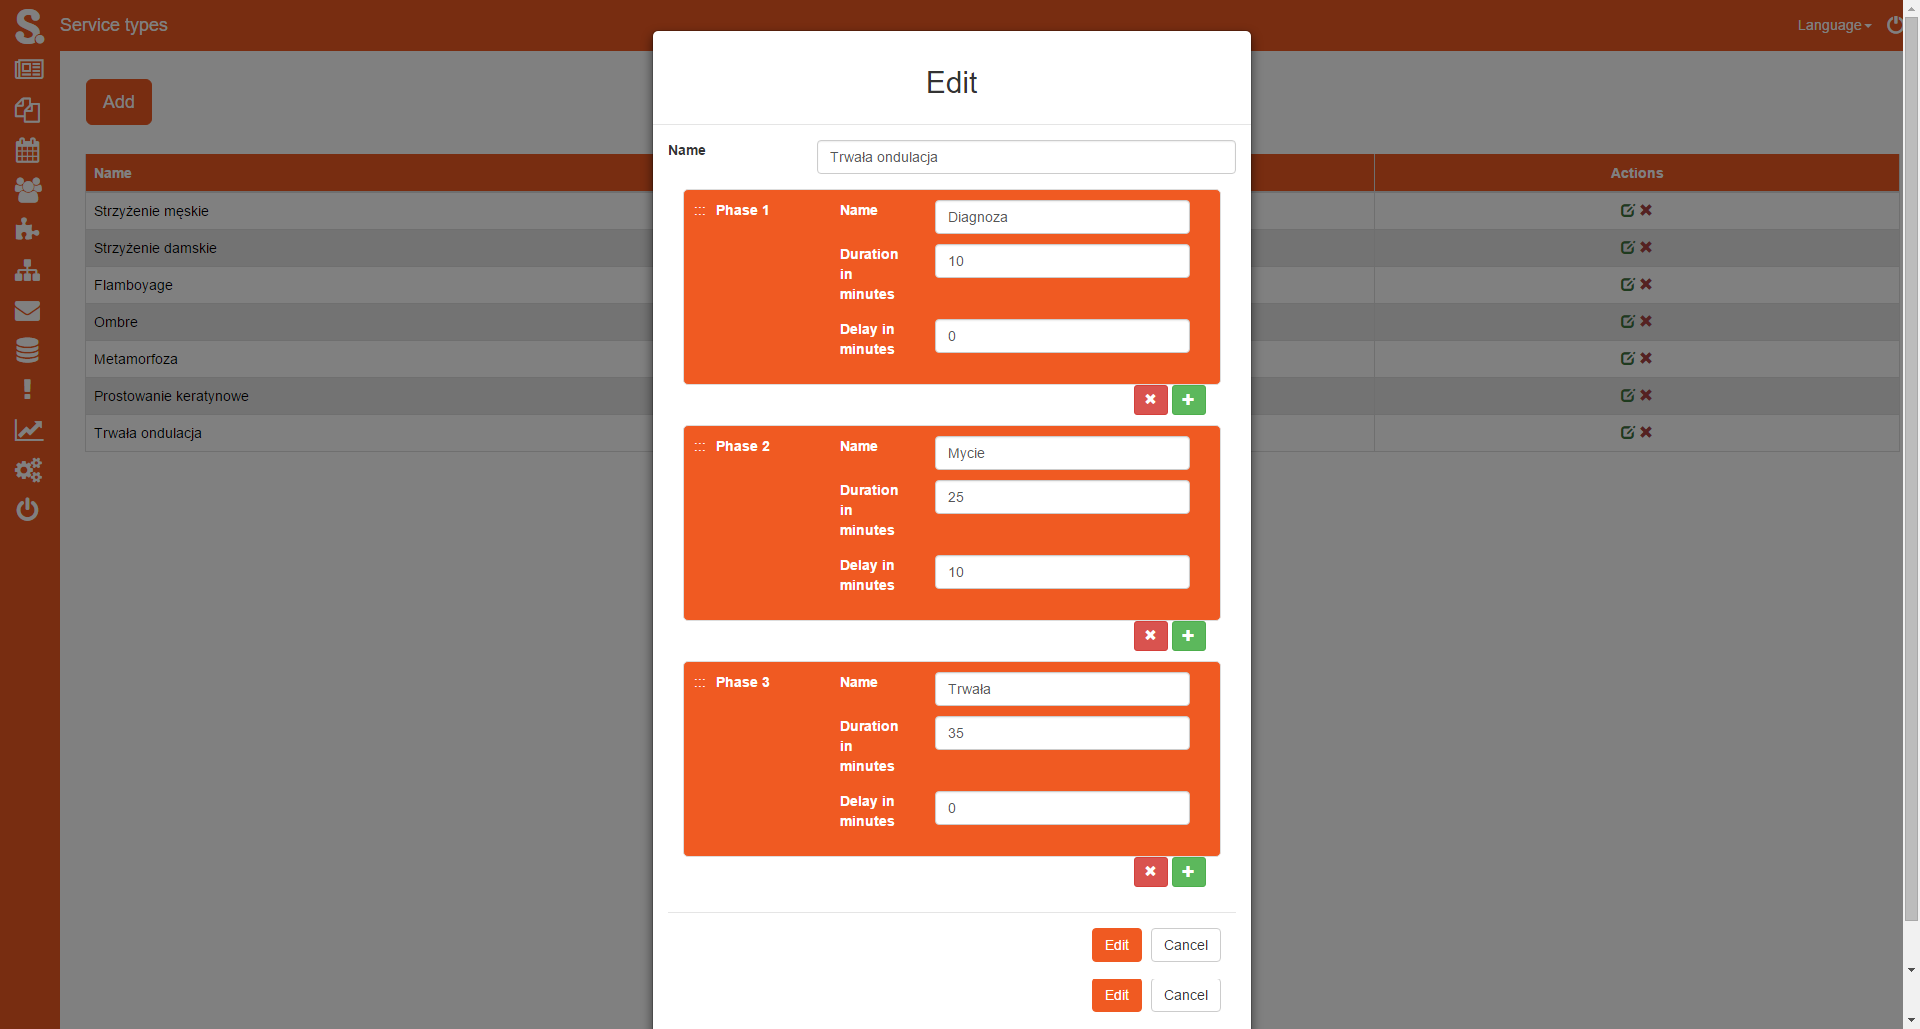 S.
Service types
Language
Add
Name
Actions
Strzyżenie męskie
Strzyżenie damskie
Flamboyage
Ombre
Metamorfoza
Prostowanie keratynowe
Trwała ondulacja
Edit
Name
Trwała ondulacja
Phase 1
Name
Diagnoza
Duration
in
minutes
10
Delay in
minutes
0
Phase 2
Name
Mycie
Duration
in
minutes
25
Delay in
minutes
10
Phase 3
Name
Trwała
Duration
in
minutes
35
Delay in
minutes
0
Edit
Cancel
Edit
Cancel